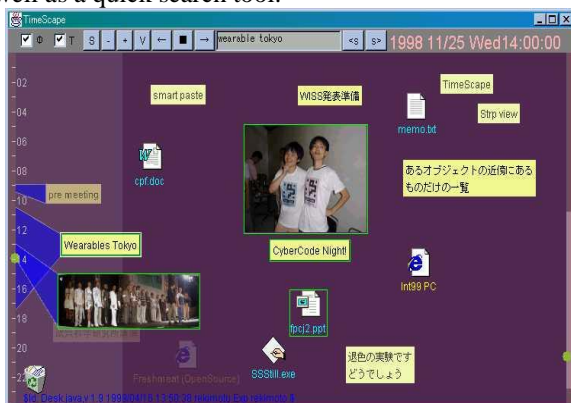 well as a quick search tool.
TimeScape
Φ T S - + V ← ■ → wearable tokyo <s s> 1998 11/25 Wed14:00:00
-02
-04
-06
-08
-10
-12
-14
-16
-18
-20
smart paste
WISS発表準備
TimeScape
memo.txt
Strp view
cpf.doc
あるオブジェクトの近傍にある
ものだけの一覧
pre meeting
Wearables Tokyo
CyberCode Night!
Int99 PC
fpcj2.ppt
SSStill.exe
退色の実験です
どうでしょう
Freshmeat (OpenSource)